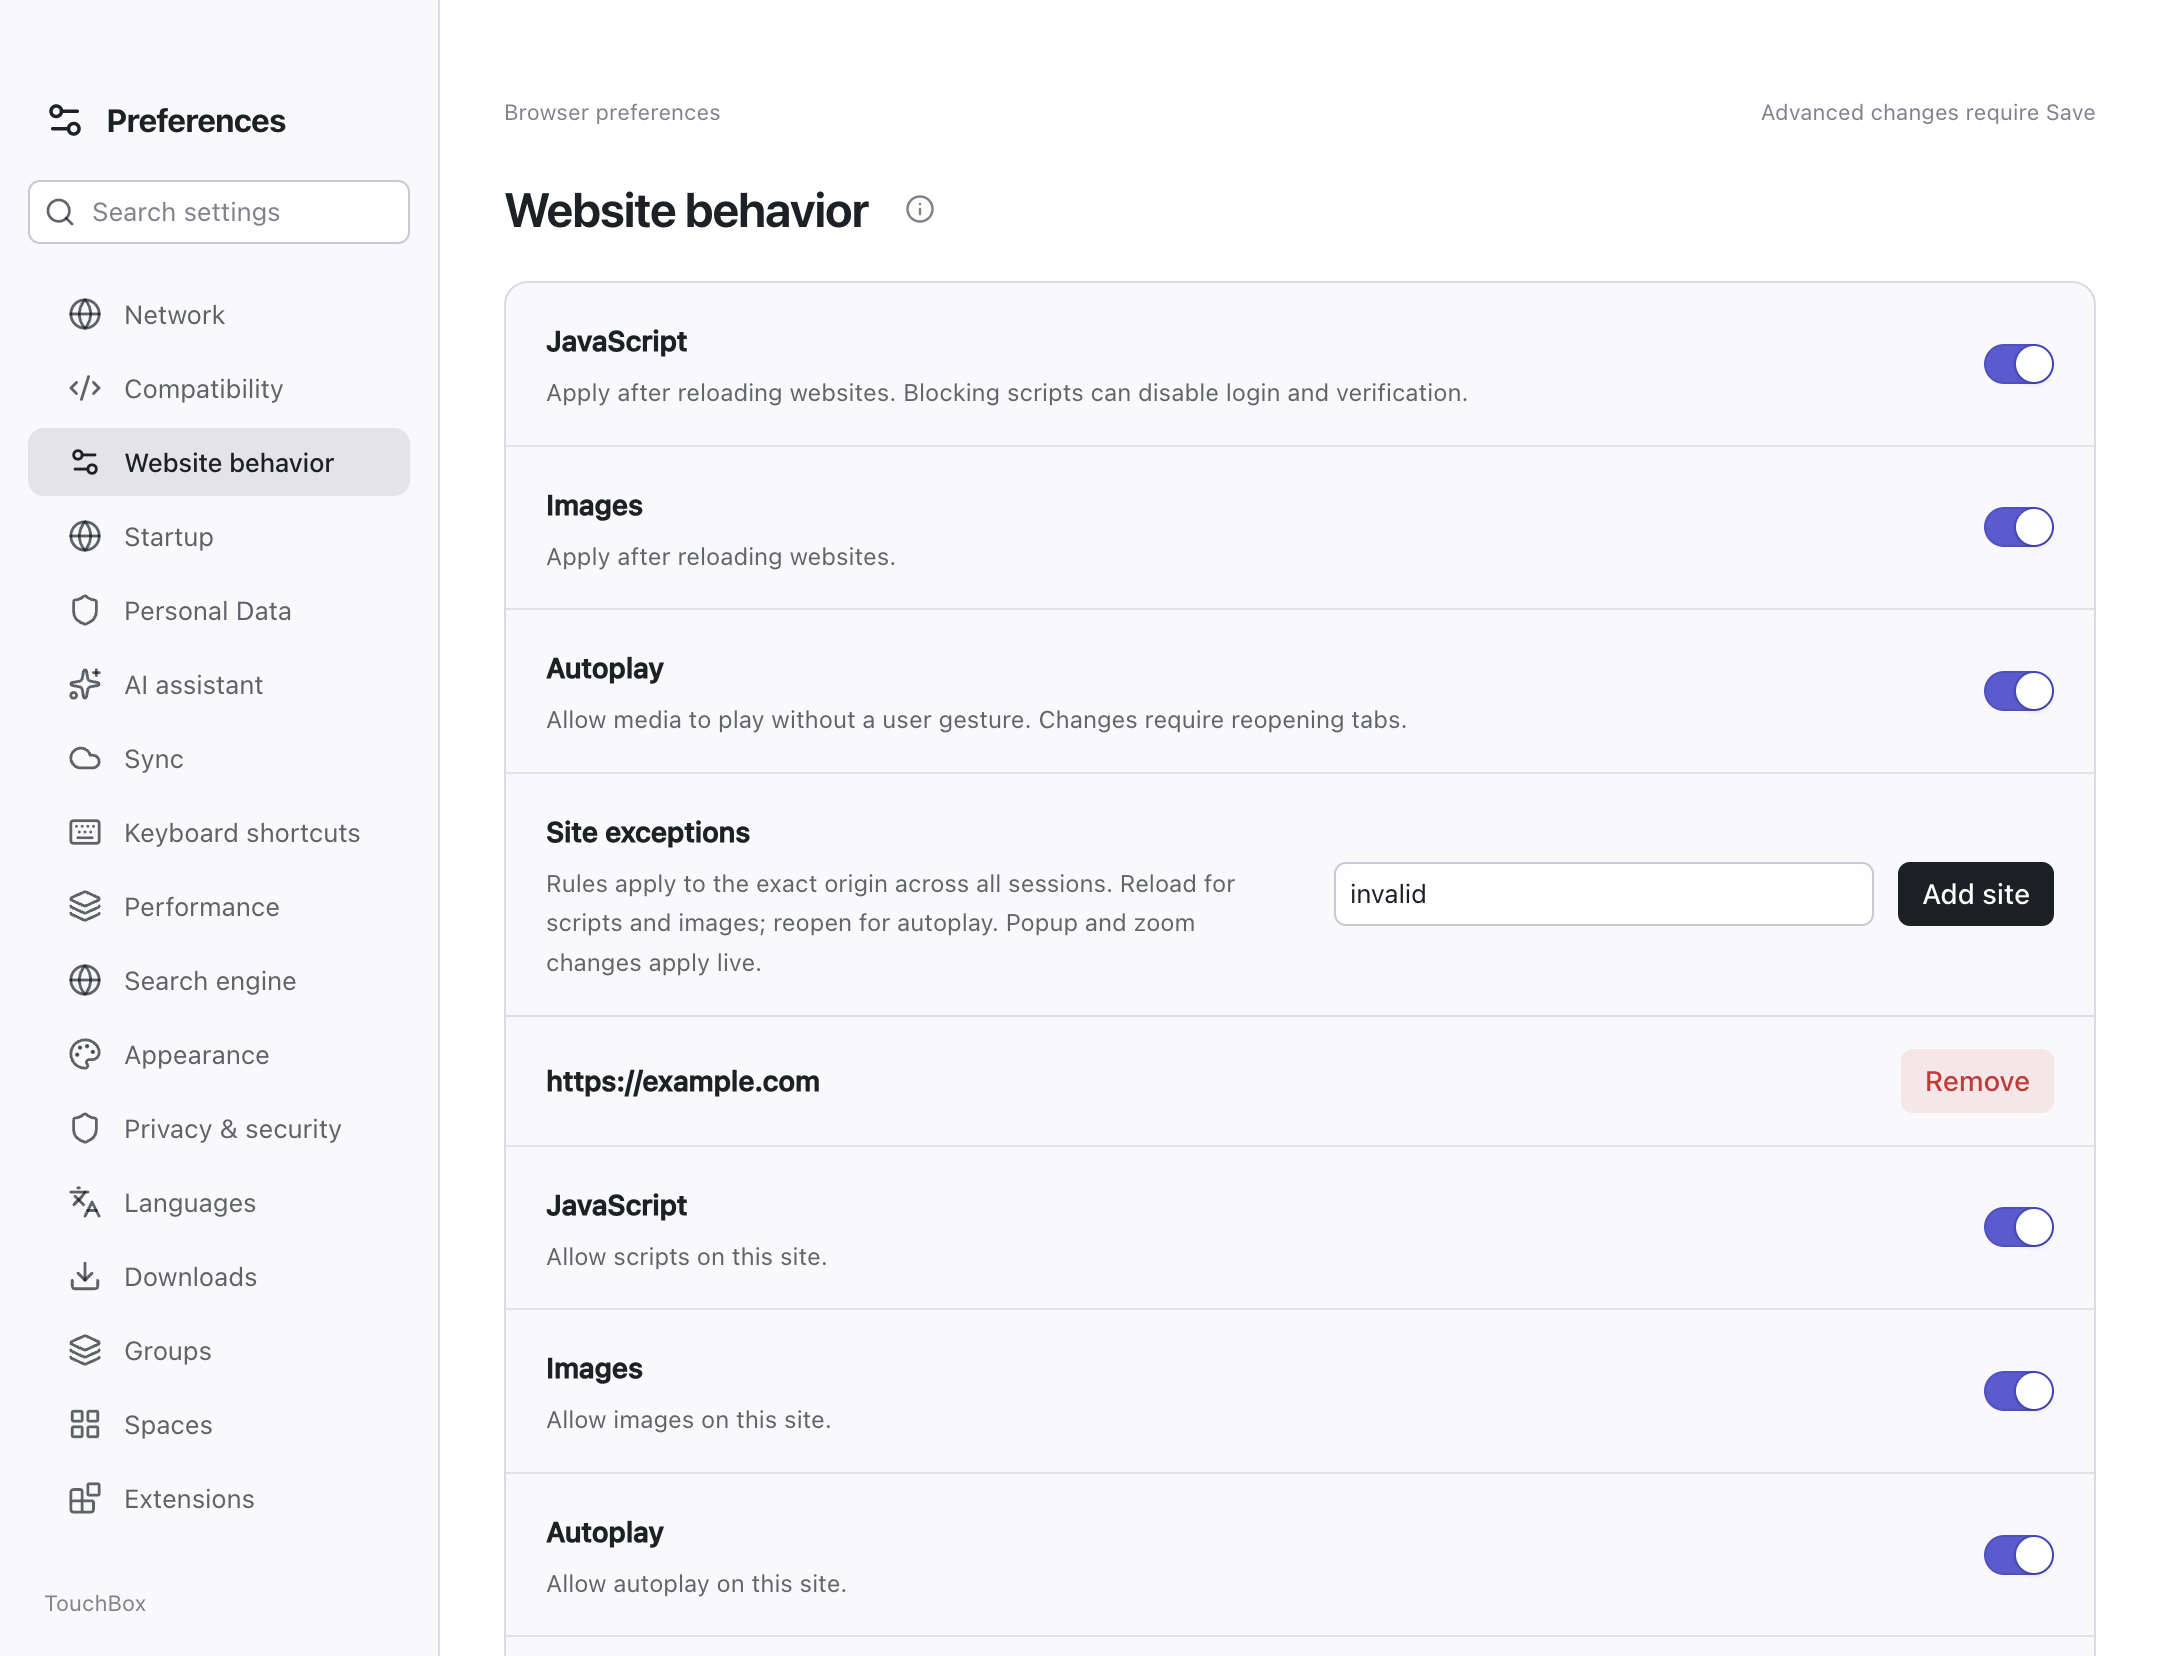 Preferences
Search settings
Network
Compatibility
Website behavior
Startup
Personal Data
AI assistant
Sync
Keyboard shortcuts
Performance
Search engine
Appearance
Privacy & security
Languages
Downloads
Groups
Spaces
Extensions
TouchBox
Browser preferences
Advanced changes require Save
Website behavior
JavaScript
Apply after reloading websites. Blocking scripts can disable login and verification.
Images
Apply after reloading websites.
Autoplay
Allow media to play without a user gesture. Changes require reopening tabs.
Site exceptions
Rules apply to the exact origin across all sessions. Reload for
scripts and images; reopen for autoplay. Popup and zoom
changes apply live.
invalid
Add site
https://example.com
Remove
JavaScript
Allow scripts on this site.
Images
Allow images on this site.
Autoplay
Allow autoplay on this site.